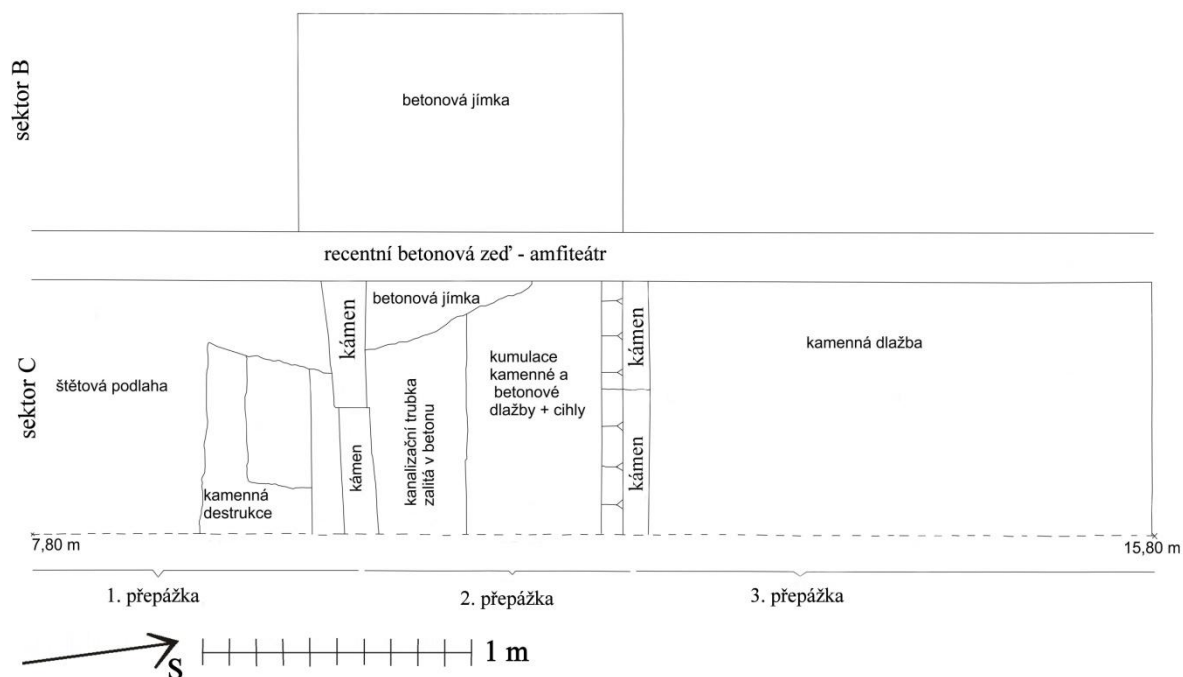 sektor B
betonová jímka
recentní betonová zeď - amfiteátr
sektor C
štětová podlaha
kamenná
destrukce
kámen
kámen
betonová jímka
kanalizační trubka
zalitá v betonu
kumulace
kamenné a
betonové
dlažby + cihly
kámen
kámen
kamenná dlažba
7,80 m
15,80 m
1. přepážka
2. přepážka
3. přepážka
S
1 m